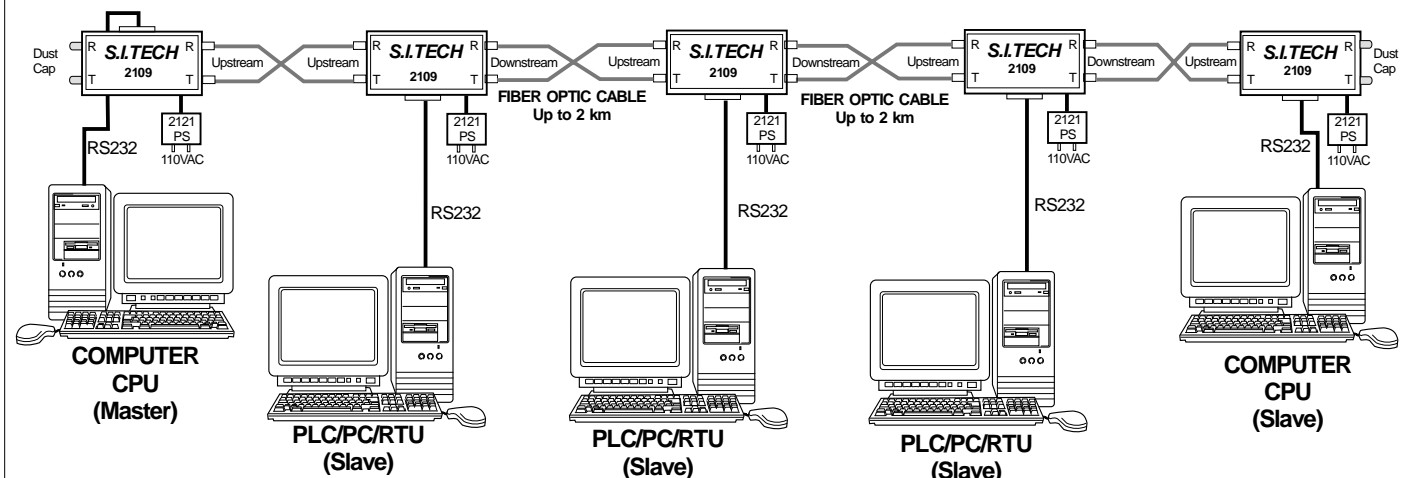 Dust
Cap
R
S.I.TECH
R
T
2109
T
Upstream
Upstream
R
S.I.TECH
R
T
2109
T
Downstream
Upstream
FIBER OPTIC CABLE
Up to 2 km
R
S.I.TECH
R
T
2109
T
Downstream
Upstream
FIBER OPTIC CABLE
Up to 2 km
R
S.I.TECH
R
T
2109
T
Downstream
Upstream
R
S.I.TECH
R
T
2109
T
Dust
Cap
2121
PS
110VAC
2121
PS
110VAC
2121
PS
110VAC
2121
PS
110VAC
2121
PS
110VAC
RS232
RS232
RS232
RS232
RS232
COMPUTER
CPU
(Master)
PLC/PC/RTU
(Slave)
PLC/PC/RTU
(Slave)
PLC/PC/RTU
(Slave)
COMPUTER
CPU
(Slave)